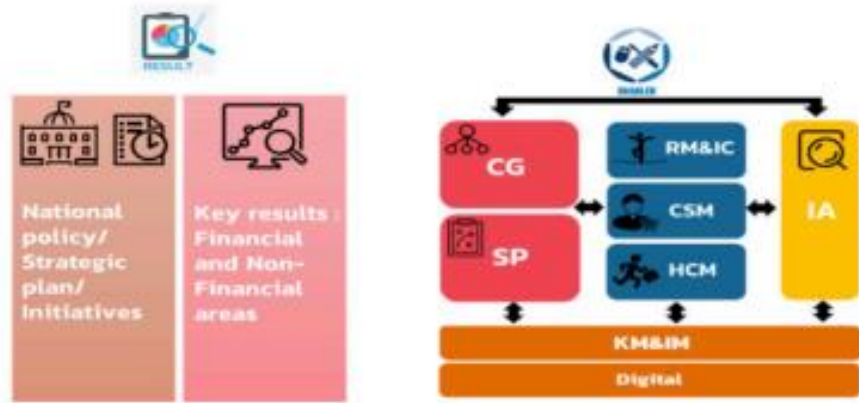 RESULT
National
policy/
Strategic
plan/
Initiatives
Key results :
Financial
and Non-
Financial
areas
ENABLER
CG
SP
RM&IC
CSM
HCM
IA
KM&IM
Digital